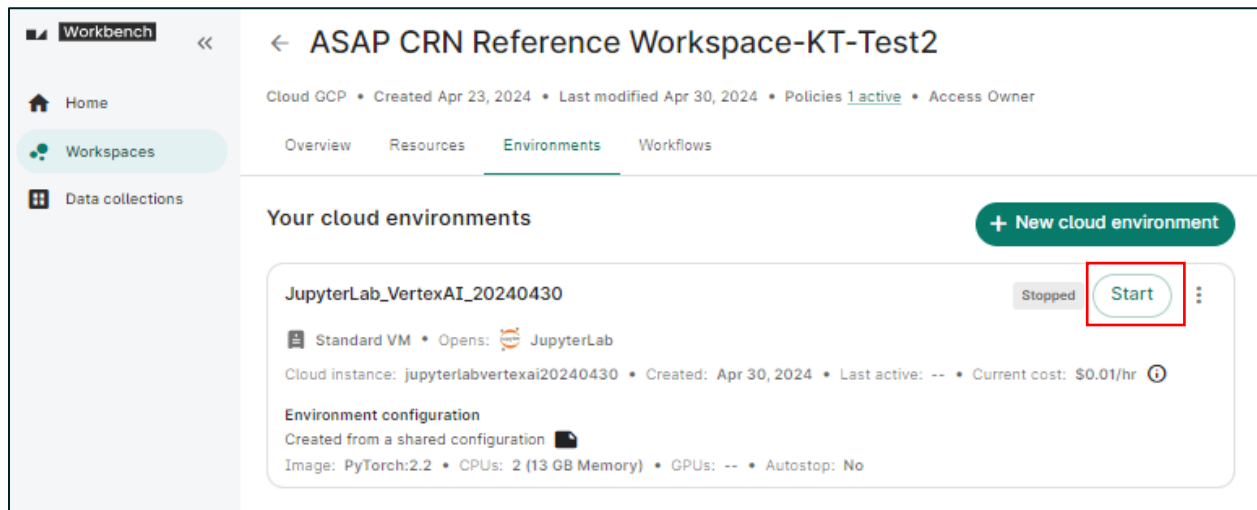 Workbench
Home
Workspaces
Data collections
ASAP CRN Reference Workspace-KT-Test2
Cloud GCP • Created Apr 23, 2024 • Last modified Apr 30, 2024 • Policies 1 active • Access Owner
Overview Resources Environments Workflows
Your cloud environments
+ New cloud environment
JupyterLab_VertexAI_20240430
Stopped Start
Standard VM • Opens: JupyterLab
Cloud instance: jupyterlabvertexai20240430 • Created: Apr 30, 2024 • Last active: -- • Current cost: $0.01/hr
Environment configuration
Created from a shared configuration
Image: PyTorch:2.2 • CPUs: 2 (13 GB Memory) • GPUs: -- • Autostop: No